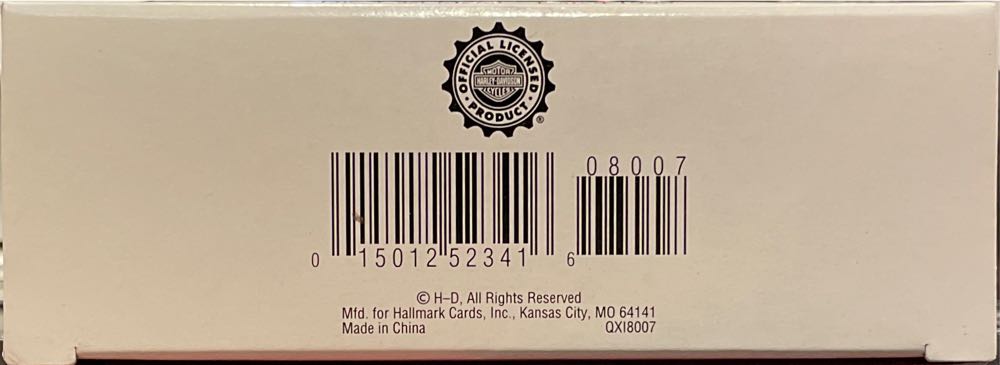 OFFICIAL LICENSED
MOTOR
HARLEY-DAVIDSON
CYCLES
PRODUCT
®
08007
0 15012 52341 6
© H–D, All Rights Reserved
Mfd. for Hallmark Cards, Inc., Kansas City, MO 64141
Made in China QXI8007